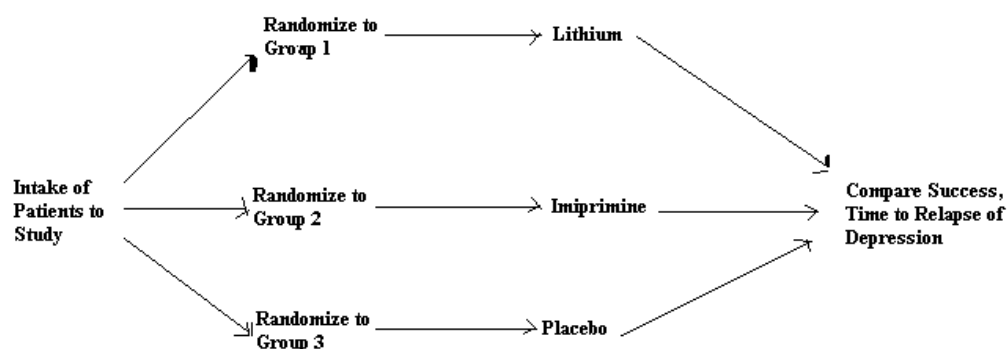 Randomize to
Group 1
Lithium
Intake of
Patients to
Study
Randomize to
Group 2
Imiprimine
Compare Success,
Time to Relapse of
Depression
Randomize to
Group 3
Placebo